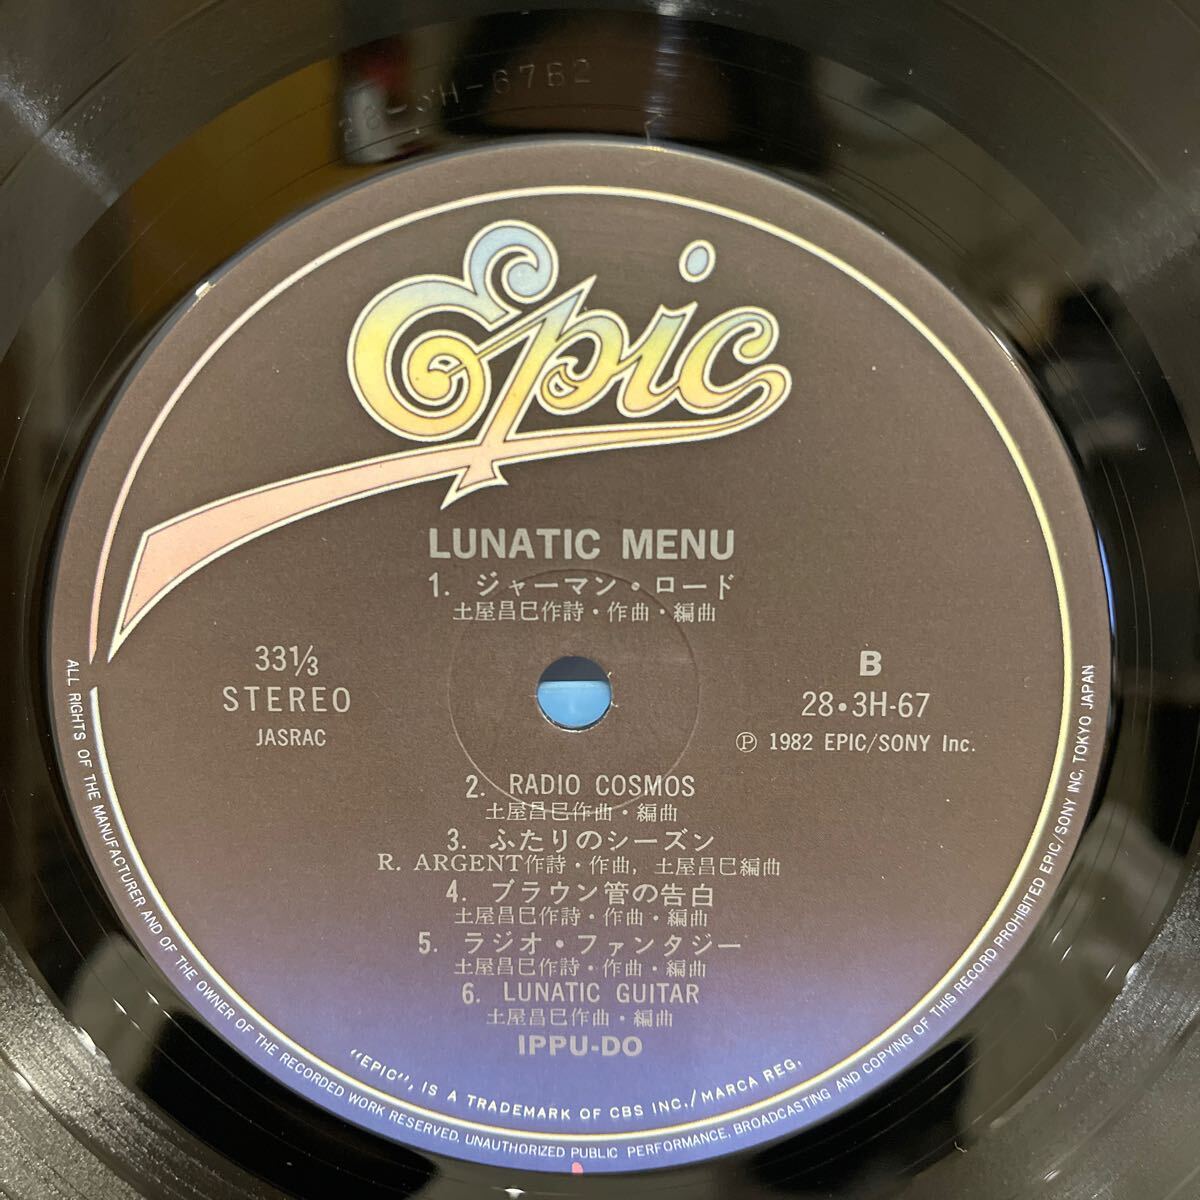 28-3H-67B2
Epic
LUNATIC MENU
1. ジャーマン・ロード
土屋昌巳作詩・作曲・編曲
33⅓
STEREO
JASRAC
B
28・3H-67
Ⓟ 1982 EPIC/SONY Inc.
2. RADIO COSMOS
土屋昌巳作曲・編曲
3. ふたりのシーズン
R. ARGENT作詩・作曲, 土屋昌巳編曲
4. ブラウン管の告白
土屋昌巳作詩・作曲・編曲
5. ラジオ・ファンタジー
土屋昌巳作詩・作曲・編曲
6. LUNATIC GUITAR
土屋昌巳作曲・編曲
IPPU-DO
"EPIC", IS A TRADEMARK OF CBS INC./MARCA REG.
ALL RIGHTS OF THE MANUFACTURER AND OF THE OWNER OF THE RECORDED WORK RESERVED. UNAUTHORIZED PUBLIC PERFORMANCE, BROADCASTING AND COPYING OF THIS RECORD PROHIBITED EPIC/SONY INC, TOKYO JAPAN